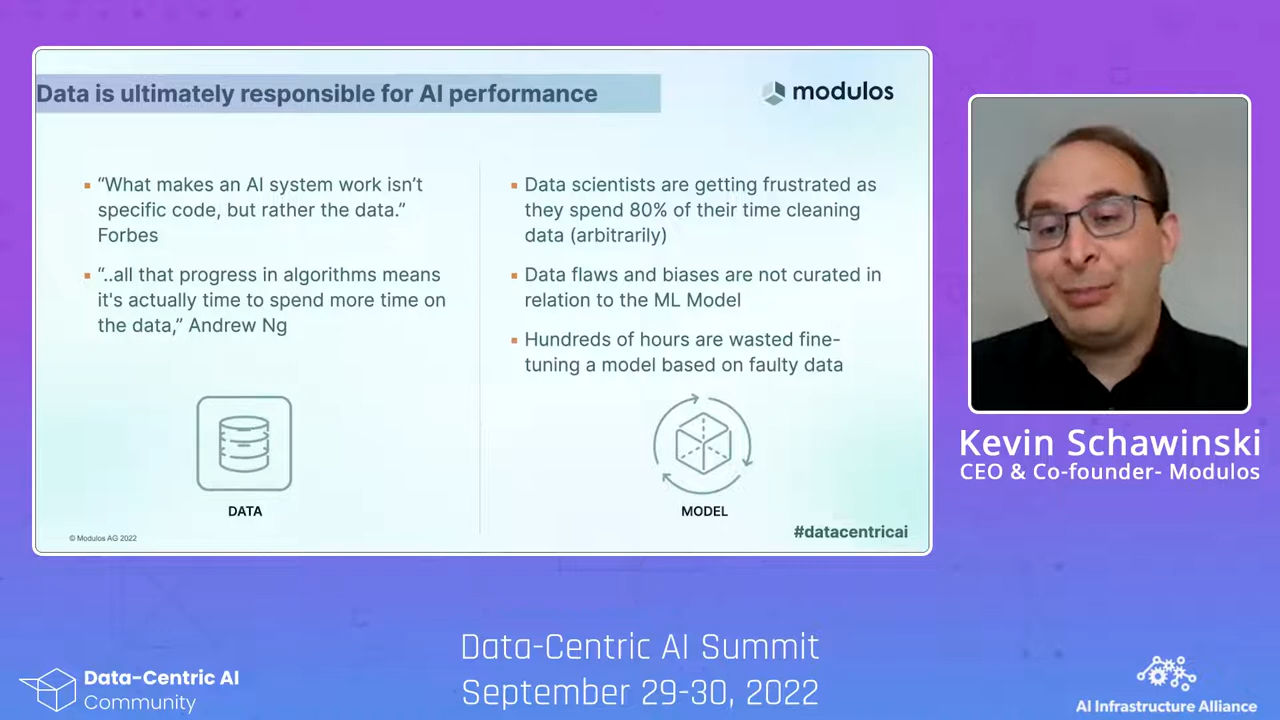 Data is ultimately responsible for AI performance
modulos
“What makes an AI system work isn’t
specific code, but rather the data.”
Forbes
“..all that progress in algorithms means
it's actually time to spend more time on
the data,” Andrew Ng
DATA
© Modulos AG 2022
Data scientists are getting frustrated as
they spend 80% of their time cleaning
data (arbitrarily)
Data flaws and biases are not curated in
relation to the ML Model
Hundreds of hours are wasted fine-
tuning a model based on faulty data
MODEL
#datacentricai
Kevin Schawinski
CEO & Co-founder- Modulos
Data-Centric AI Summit
September 29-30, 2022
Data-Centric AI
Community
AI Infrastructure Alliance